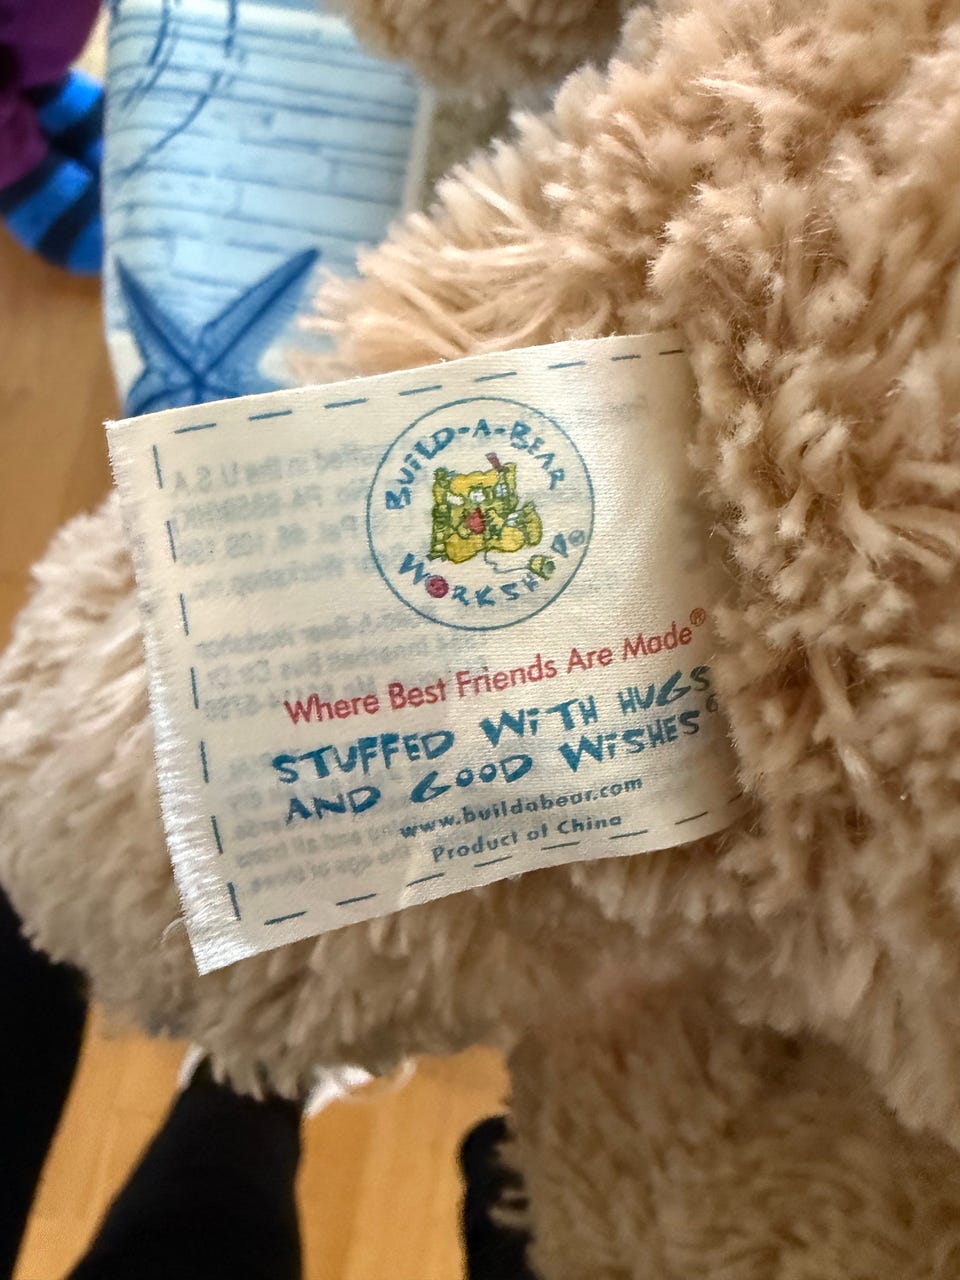 BUILD-A-BEAR
WORKSHOP®
Where Best Friends Are Made®
STUFFED WITH HUGS
AND GOOD WISHES®
www.buildabear.com
Product of China